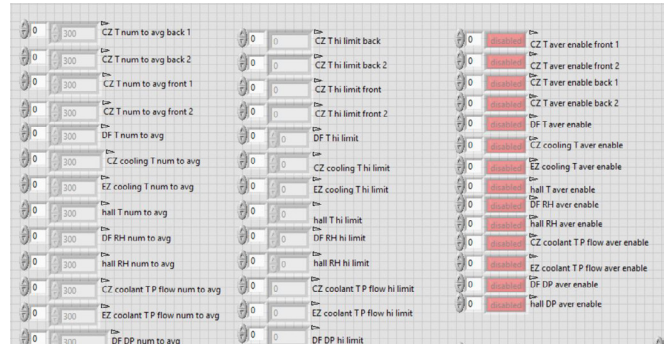 0 300 CZ T num to avg back 1
0 300 CZ T num to avg back 2
0 300 CZ T num to avg front 1
0 300 CZ T num to avg front 2
0 300 DF T num to avg
0 300 CZ cooling T num to avg
0 300 EZ cooling T num to avg
0 300 hall T num to avg
0 300 DF RH num to avg
0 300 hall RH num to avg
0 300 CZ coolant T P flow num to avg
0 300 EZ coolant T P flow num to avg
0 300 DF DP num to avg
0 0 CZ T hi limit back
0 0 CZ T hi limit back 2
0 0 CZ T hi limit front
0 0 CZ T hi limit front 2
0 0 DF T hi limit
0 0 CZ cooling T hi limit
0 0 EZ cooling T hi limit
0 0 hall T hi limit
0 0 DF RH hi limit
0 0 hall RH hi limit
0 0 CZ coolant T P flow hi limit
0 0 EZ coolant T P flow hi limit
0 0 DF DP hi limit
0 disabled CZ T aver enable front 1
0 disabled CZ T aver enable front 2
0 disabled CZ T aver enable back 1
0 disabled CZ T aver enable back 2
0 disabled DF T aver enable
0 disabled CZ cooling T aver enable
0 disabled EZ cooling T aver enable
0 disabled hall T aver enable
0 disabled DF RH aver enable
0 disabled hall RH aver enable
0 disabled CZ coolant T P flow aver enable
0 disabled EZ coolant T P flow aver enable
0 disabled DF DP aver enable
0 disabled hall DP aver enable